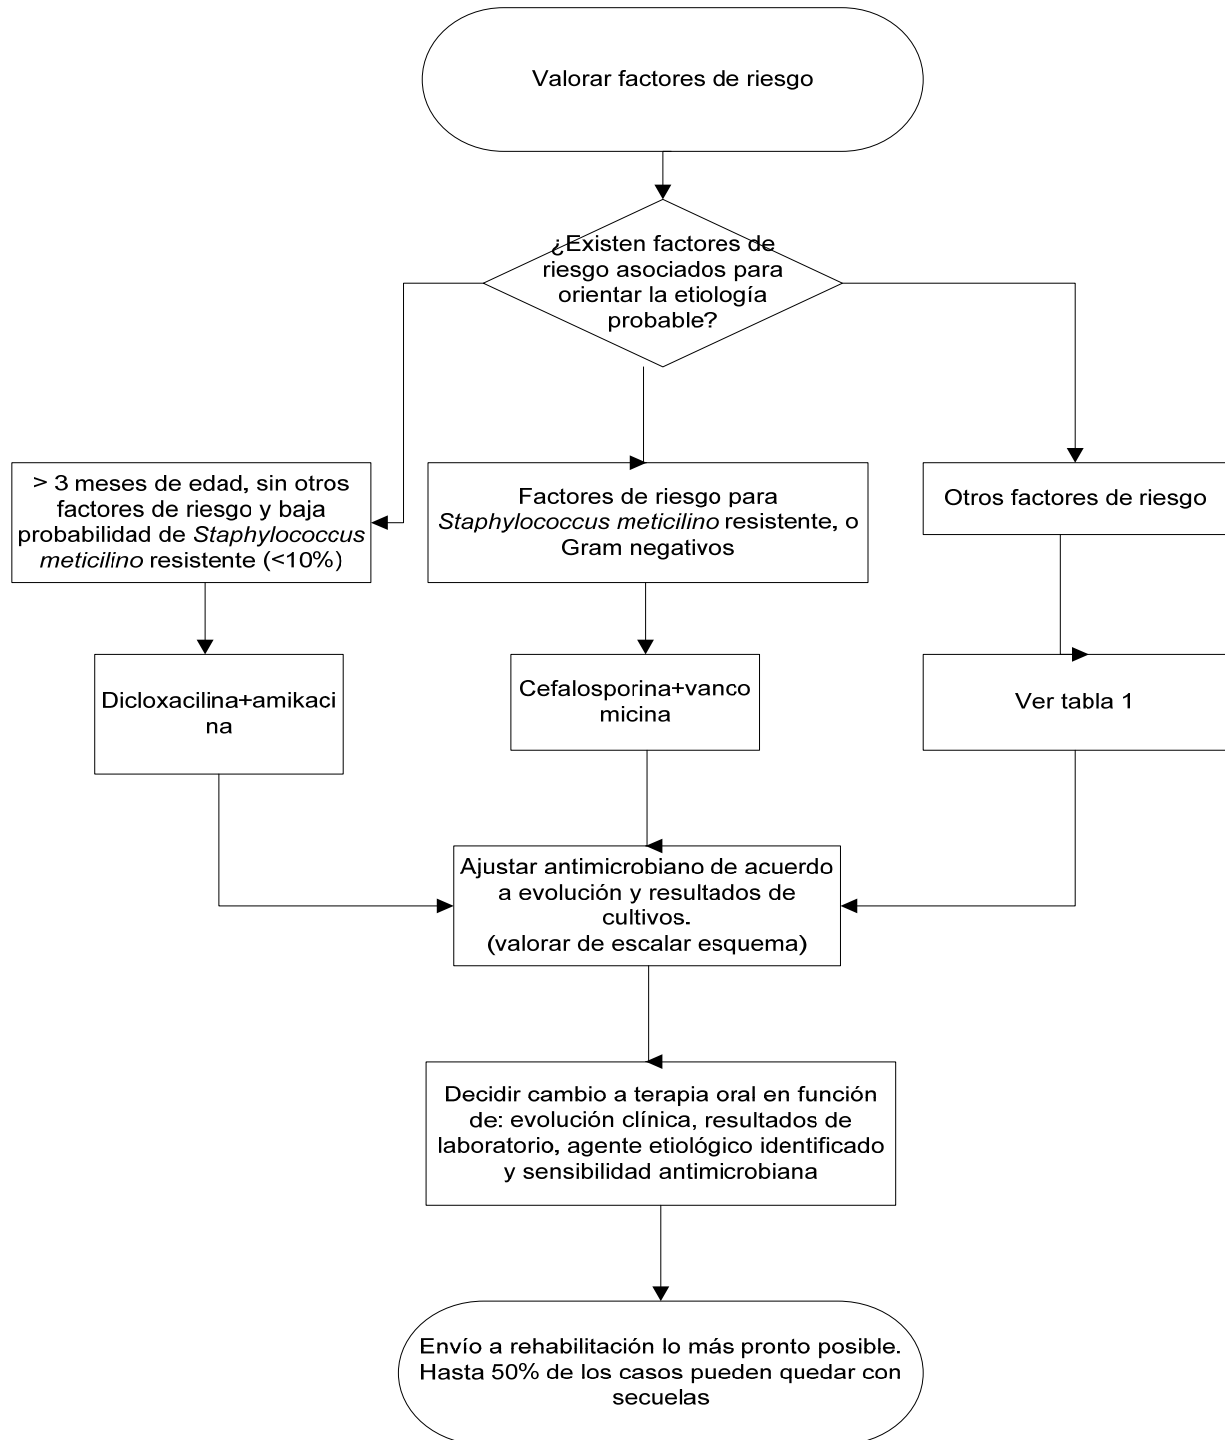 Valorar factores de riesgo
¿Existen factores de
riesgo asociados para
orientar la etiología
probable?
> 3 meses de edad, sin otros
factores de riesgo y baja
probabilidad de Staphylococcus
meticilino resistente (<10%)
Factores de riesgo para
Staphylococcus meticilino resistente, o
Gram negativos
Otros factores de riesgo
Dicloxacilina+amikaci
na
Cefalosporina+vanco
micina
Ver tabla 1
Ajustar antimicrobiano de acuerdo
a evolución y resultados de
cultivos.
(valorar de escalar esquema)
Decidir cambio a terapia oral en función
de: evolución clínica, resultados de
laboratorio, agente etiológico identificado
y sensibilidad antimicrobiana
Envío a rehabilitación lo más pronto posible.
Hasta 50% de los casos pueden quedar con
secuelas